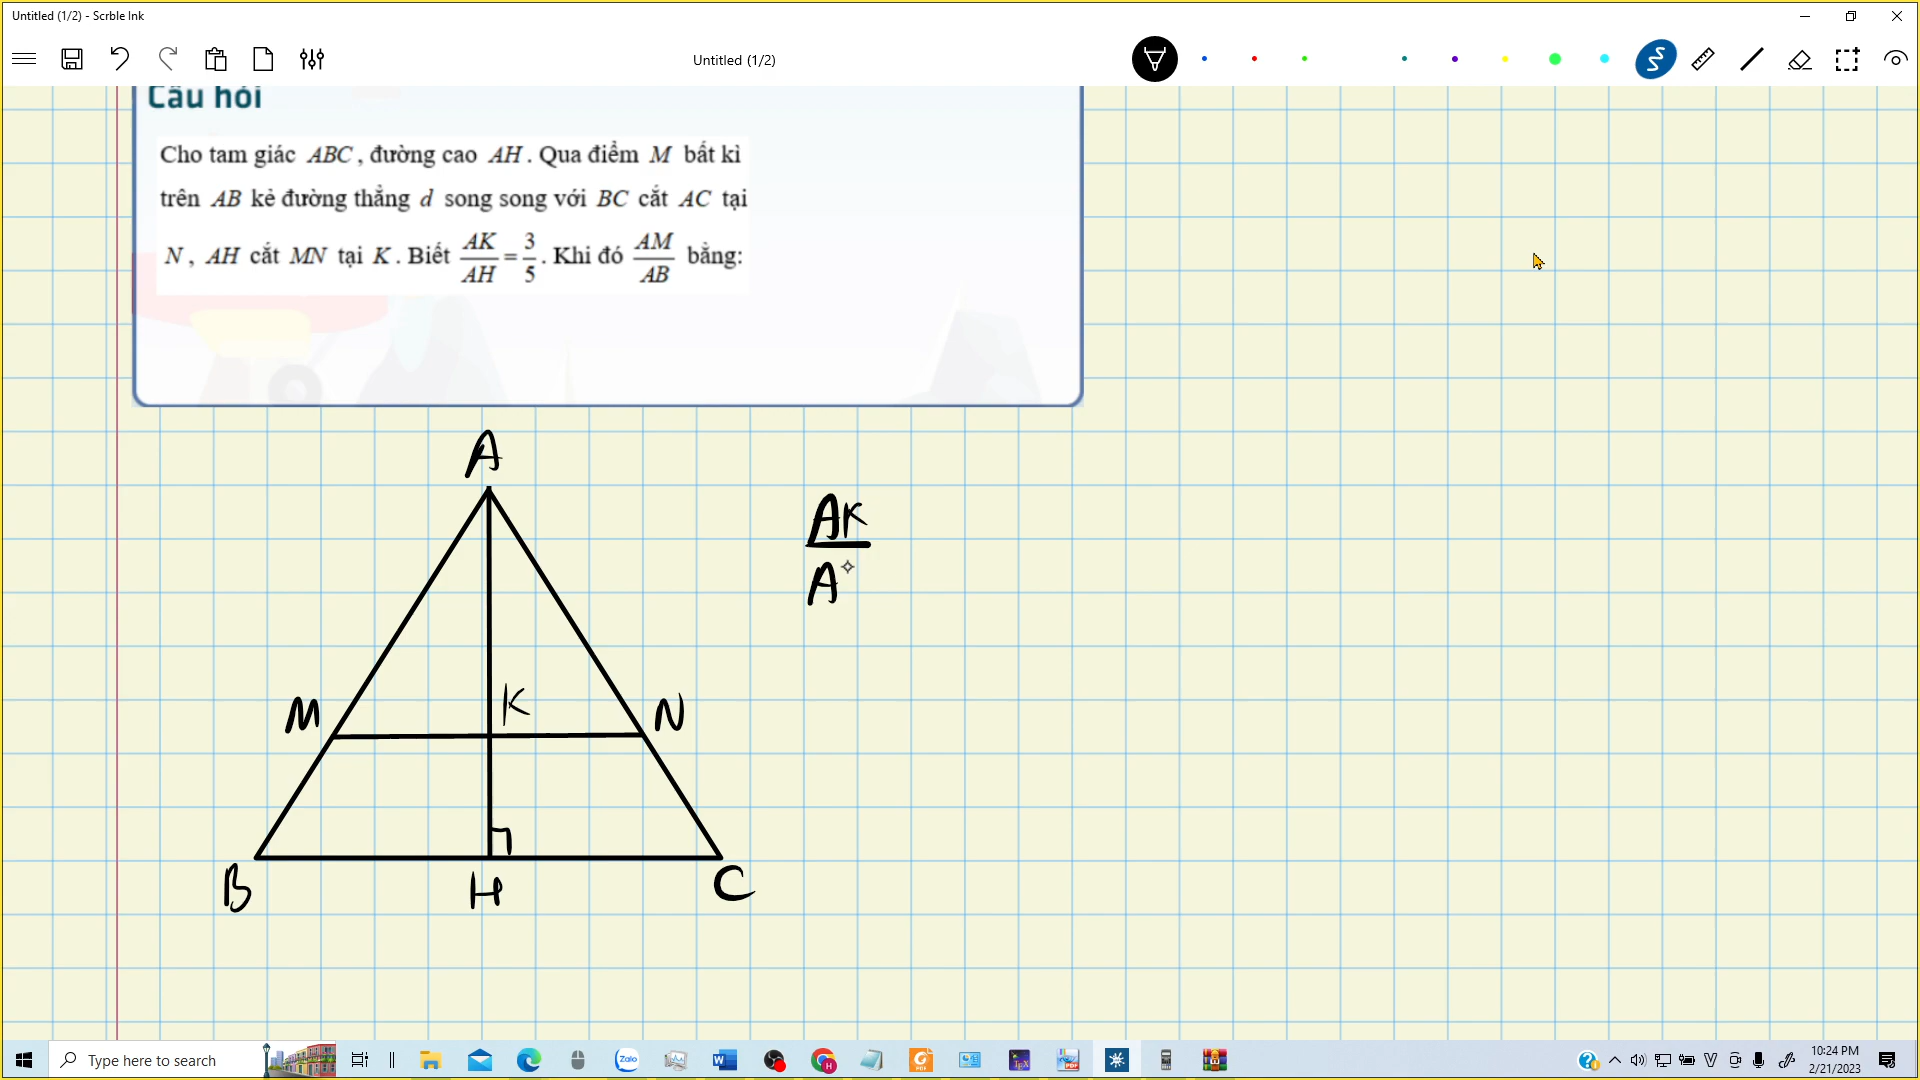 Untitled (1/2) - Scrble Ink
Untitled (1/2)
Câu hỏi
Cho tam giác ABC, đường cao AH. Qua điểm M bất kì
trên AB kẻ đường thẳng d song song với BC cắt AC tại
N, AH cắt MN tại K. Biết AK/AH = 3/5. Khi đó AM/AB bằng:
A
AK
A
M K N
B H C
Type here to search
Zalo
10:24 PM
2/21/2023